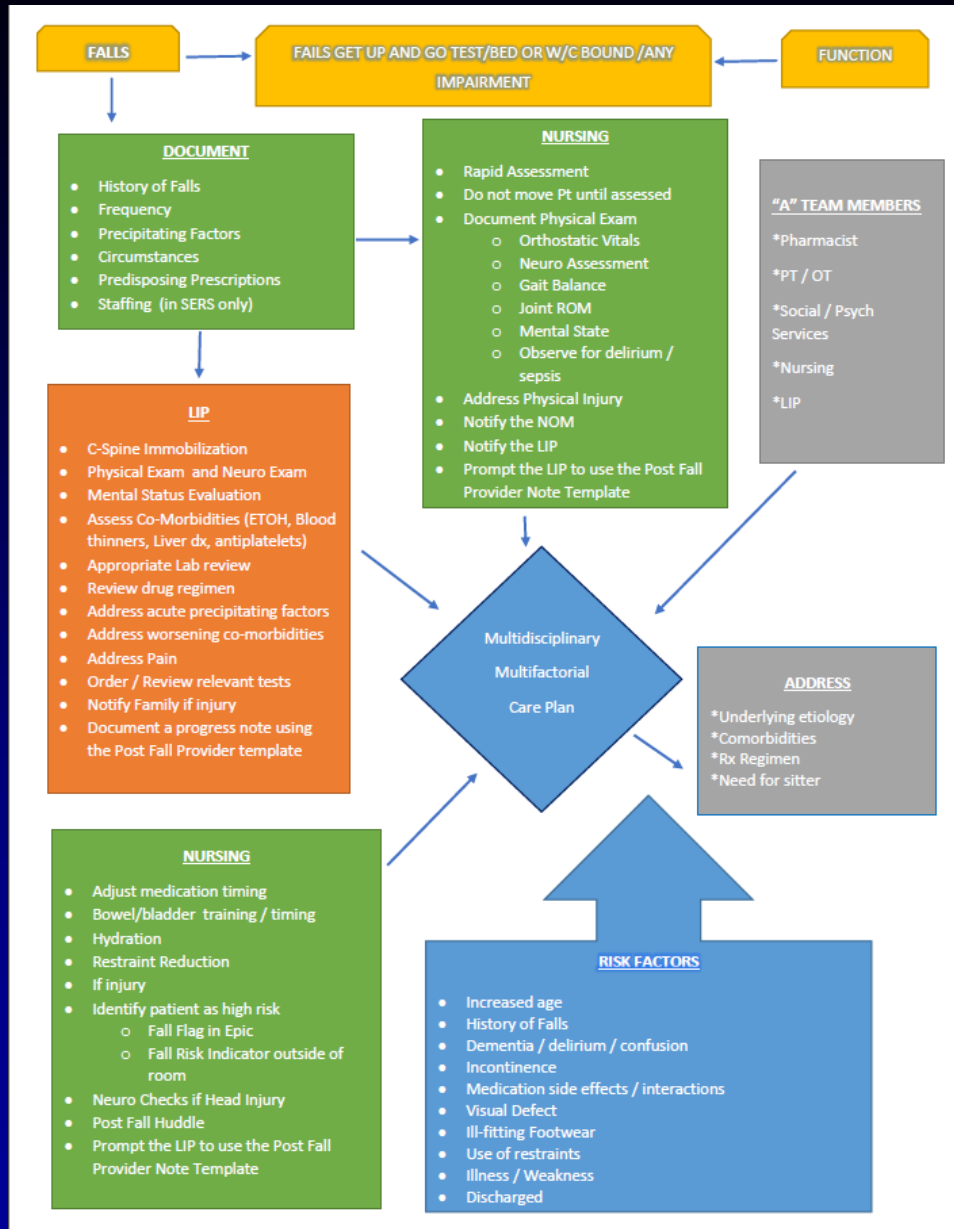 FALLS
FAILS GET UP AND GO TEST/BED OR W/C BOUND /ANY
IMPAIRMENT
FUNCTION
DOCUMENT
• History of Falls
• Frequency
• Precipitating Factors
• Circumstances
• Predisposing Prescriptions
• Staffing (in SERS only)
NURSING
• Rapid Assessment
• Do not move Pt until assessed
• Document Physical Exam
o Orthostatic Vitals
o Neuro Assessment
o Gait Balance
o Joint ROM
o Mental State
o Observe for delirium /
sepsis
• Address Physical Injury
• Notify the NOM
• Notify the LIP
• Prompt the LIP to use the Post Fall
Provider Note Template
“A” TEAM MEMBERS
*Pharmacist
*PT / OT
*Social / Psych
Services
*Nursing
*LIP
LIP
• C-Spine Immobilization
• Physical Exam and Neuro Exam
• Mental Status Evaluation
• Assess Co-Morbidities (ETOH, Blood
thinners, Liver dx, antiplatelets)
• Appropriate Lab review
• Review drug regimen
• Address acute precipitating factors
• Address worsening co-morbidities
• Address Pain
• Order / Review relevant tests
• Notify Family if injury
• Document a progress note using
the Post Fall Provider template
Multidisciplinary
Multifactorial
Care Plan
ADDRESS
*Underlying etiology
*Comorbidities
*Rx Regimen
*Need for sitter
NURSING
• Adjust medication timing
• Bowel/bladder training / timing
• Hydration
• Restraint Reduction
• If injury
• Identify patient as high risk
o Fall Flag in Epic
o Fall Risk Indicator outside of
room
• Neuro Checks if Head Injury
• Post Fall Huddle
• Prompt the LIP to use the Post Fall
Provider Note Template
RISK FACTORS
• Increased age
• History of Falls
• Dementia / delirium / confusion
• Incontinence
• Medication side effects / interactions
• Visual Defect
• Ill-fitting Footwear
• Use of restraints
• Illness / Weakness
• Discharged